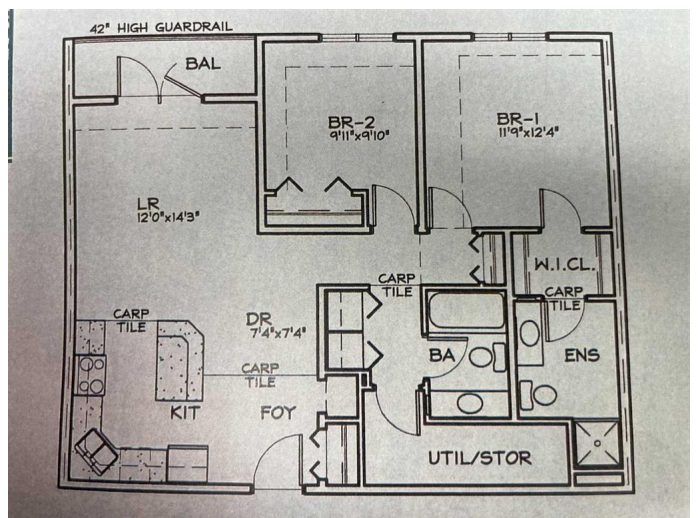 42" HIGH GUARDRAIL
BAL
BR-2
9'11"x9'10"
BR-1
11'9"x12'4"
LR
12'0"x14'3"
W.I.CL.
CARP
TILE
CARP
TILE
CARP
TILE
DR
7'4"x7'4"
BA
ENS
CARP
TILE
KIT
FOY
UTIL/STOR